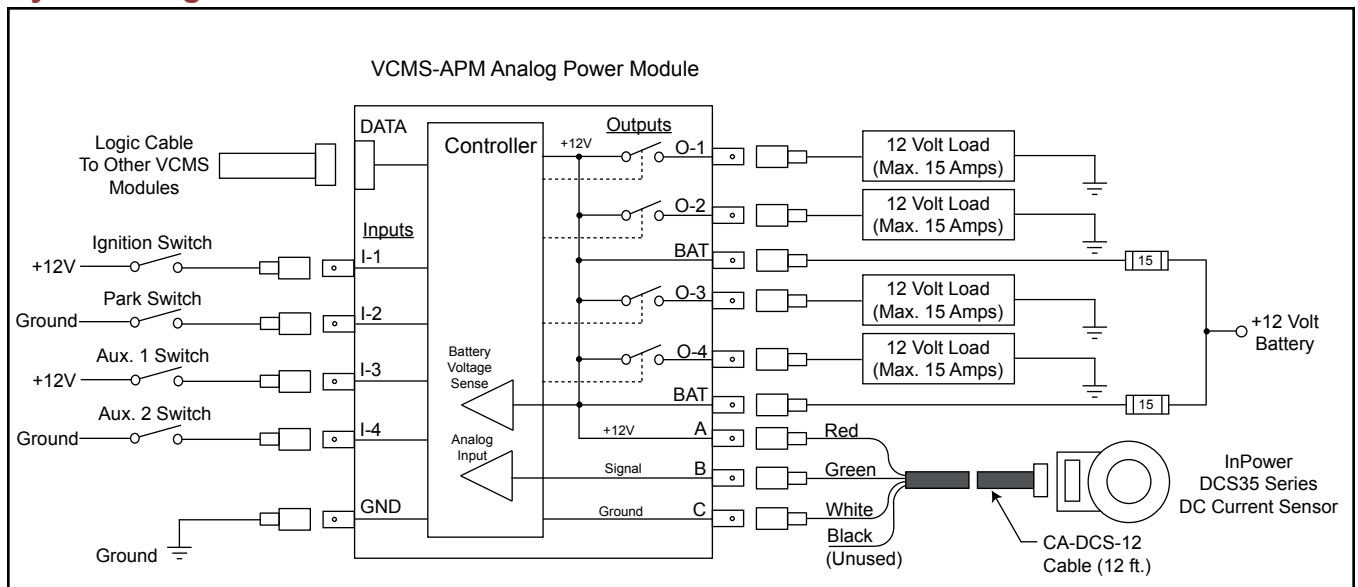 VCMS-APM Analog Power Module
Logic Cable
To Other VCMS
Modules
DATA
Controller
Outputs
+12V
O-1
12 Volt Load
(Max. 15 Amps)
O-2
12 Volt Load
(Max. 15 Amps)
Inputs
Ignition Switch
+12V
I-1
BAT
15
Park Switch
Ground
I-2
O-3
12 Volt Load
(Max. 15 Amps)
+12 Volt
Battery
Aux. 1 Switch
+12V
I-3
Battery
Voltage
Sense
O-4
12 Volt Load
(Max. 15 Amps)
BAT
15
Aux. 2 Switch
Ground
I-4
Analog
Input
+12V
A
Red
Signal
B
Green
InPower
DCS35 Series
DC Current Sensor
GND
Ground
Ground
C
White
Black
(Unused)
CA-DCS-12
Cable (12 ft.)